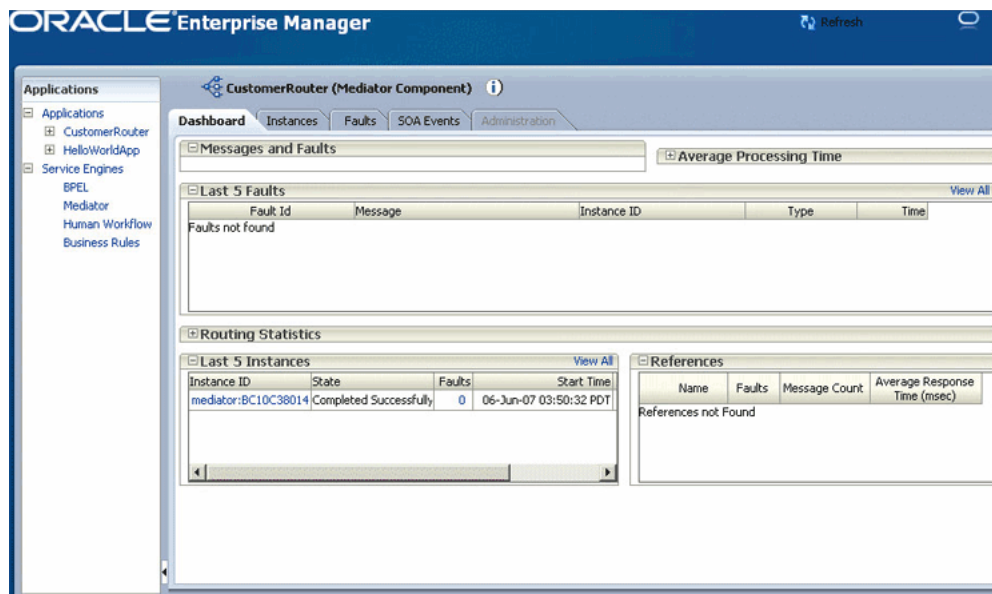 ORACLE Enterprise Manager
Refresh
Applications
Applications
CustomerRouter
HelloWorldApp
Service Engines
BPEL
Mediator
Human Workflow
Business Rules
CustomerRouter (Mediator Component) i
Dashboard Instances Faults SOA Events Administration
Messages and Faults
Average Processing Time
Last 5 Faults View All
Fault Id Message Instance ID Type Time
Faults not found
Routing Statistics
Last 5 Instances View All
Instance ID State Faults Start Time
mediator:BC10C38014 Completed Successfully 0 06-Jun-07 03:50:32 PDT
References
Name Faults Message Count Average Response
Time (msec)
References not Found